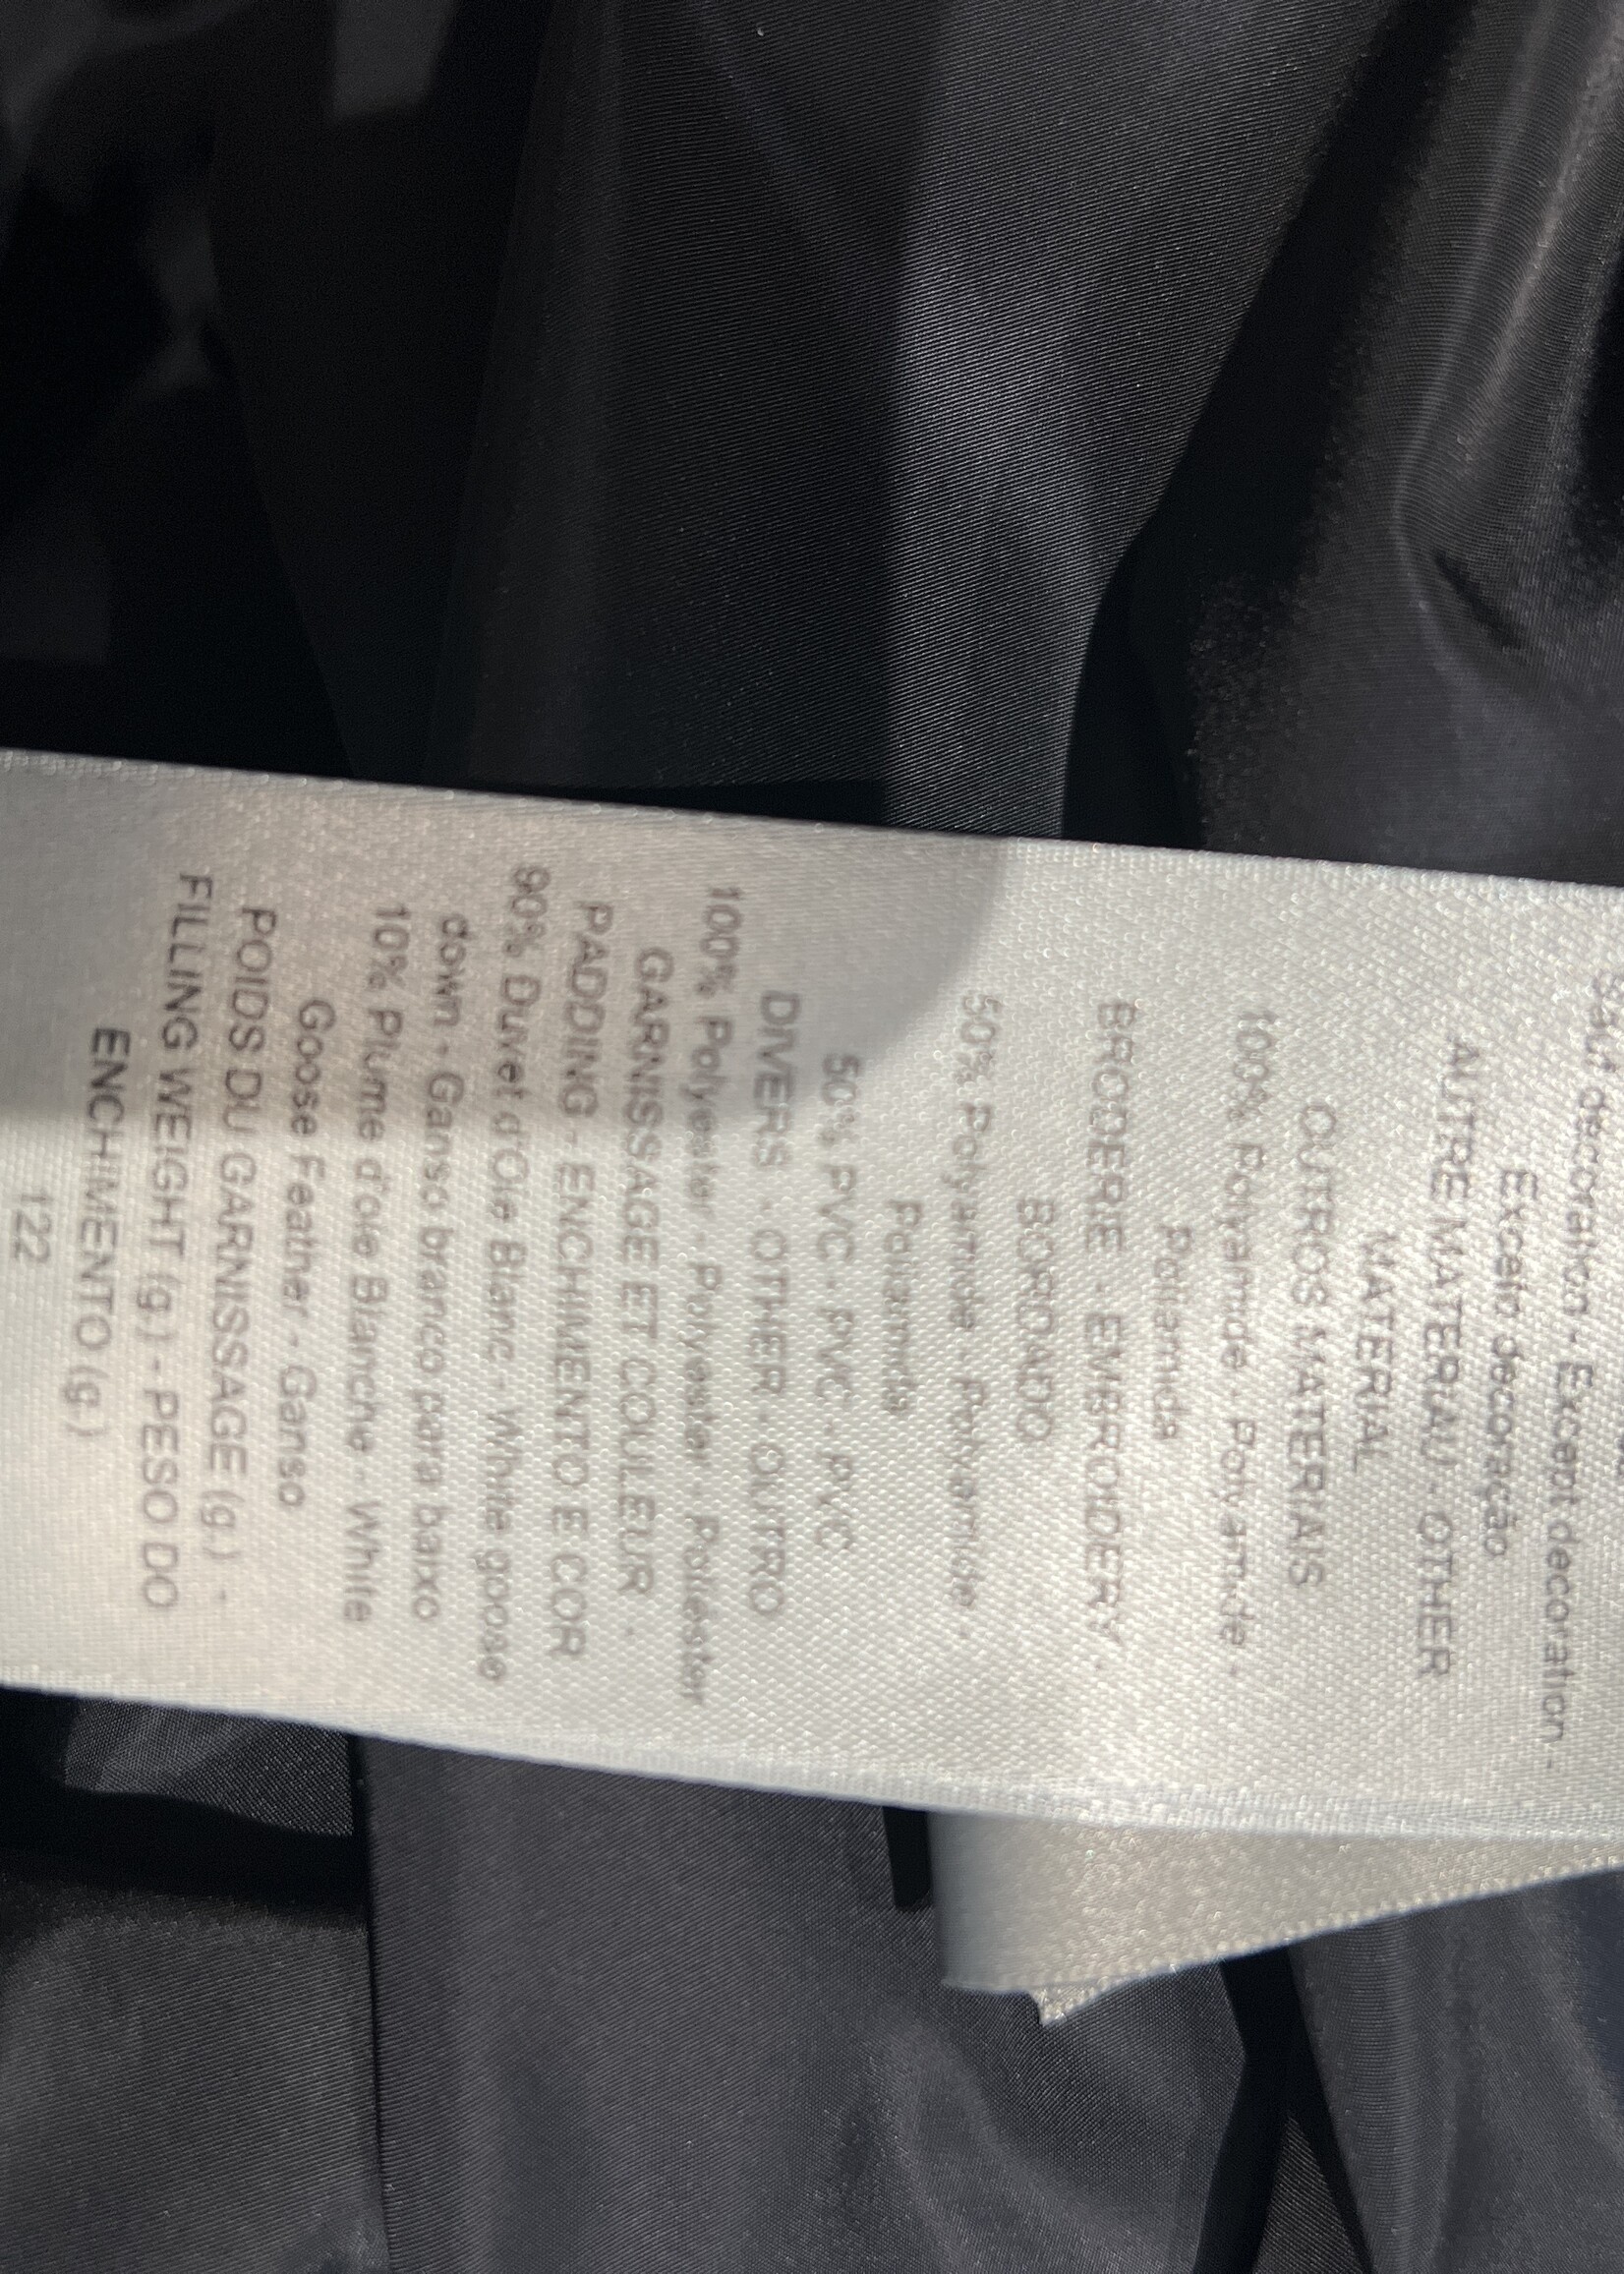 sauf décoration - Except decoration -
Exceto decoração
AUTRE MATERIAU - OTHER
MATERIAL
OUTROS MATERIAIS
100% Polyamide - Polyamide -
Poliamida
BRODERIE - EMBROIDERY -
BORDADO
50% Polyamide - Polyamide -
Poliamida
50% PVC - PVC - PVC
DIVERS - OTHER - OUTRO
100% Polyester - Polyester - Poliéster
GARNISSAGE ET COULEUR -
PADDING - ENCHIMENTO E COR
90% Duvet d'Oie Blanc - White goose
down - Ganso branco para baixo
10% Plume d'oie Blanche - White
Goose Feather - Ganso
POIDS DU GARNISSAGE (g ) -
FILLING WEIGHT (g ) - PESO DO
ENCHIMENTO (g )
122